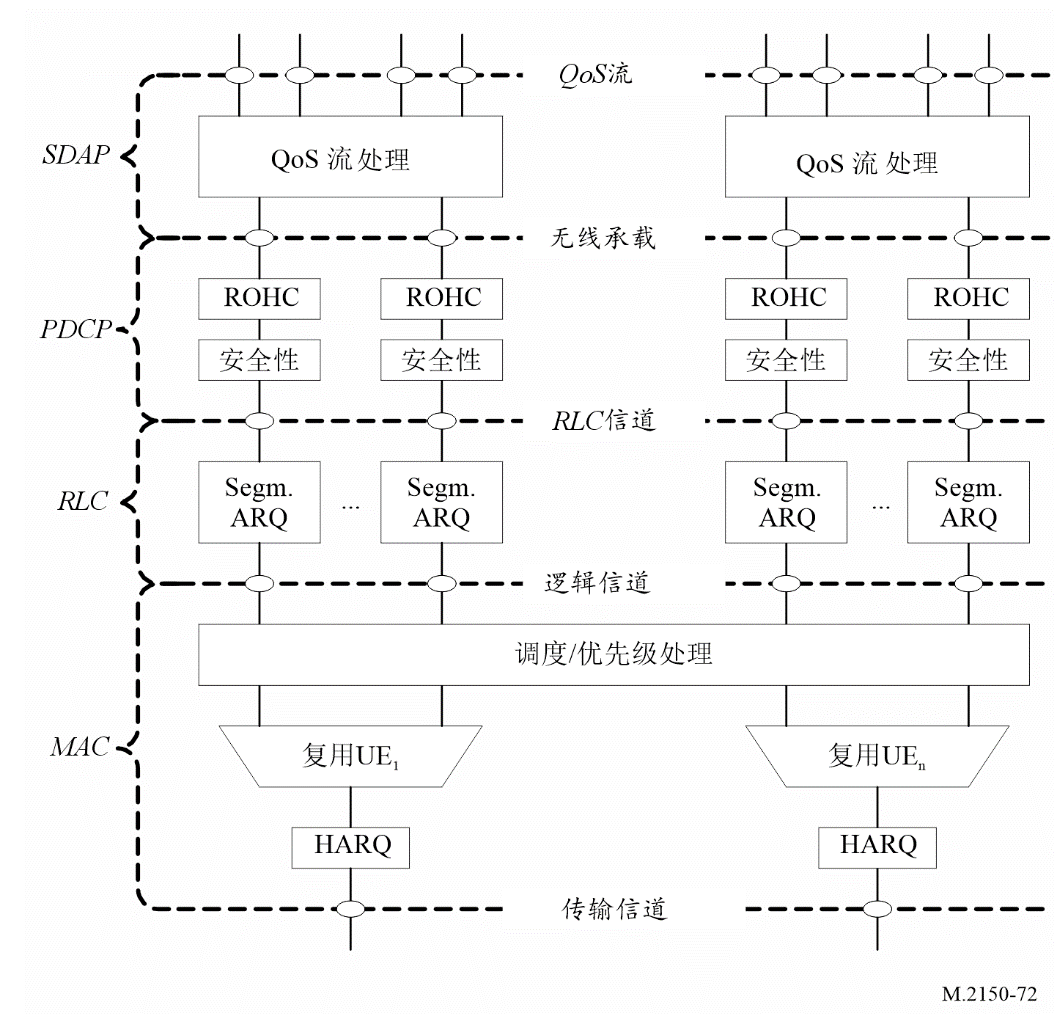 QoS流
SDAP
QoS 流 处理
QoS 流 处理
无线承载
ROHC
ROHC
ROHC
ROHC
PDCP
安全性
安全性
安全性
安全性
RLC信道
RLC
Segm.
ARQ
...
Segm.
ARQ
Segm.
ARQ
...
Segm.
ARQ
逻辑信道
调度/优先级处理
MAC
复用UE1
复用UEn
HARQ
HARQ
传输信道
M.2150-72